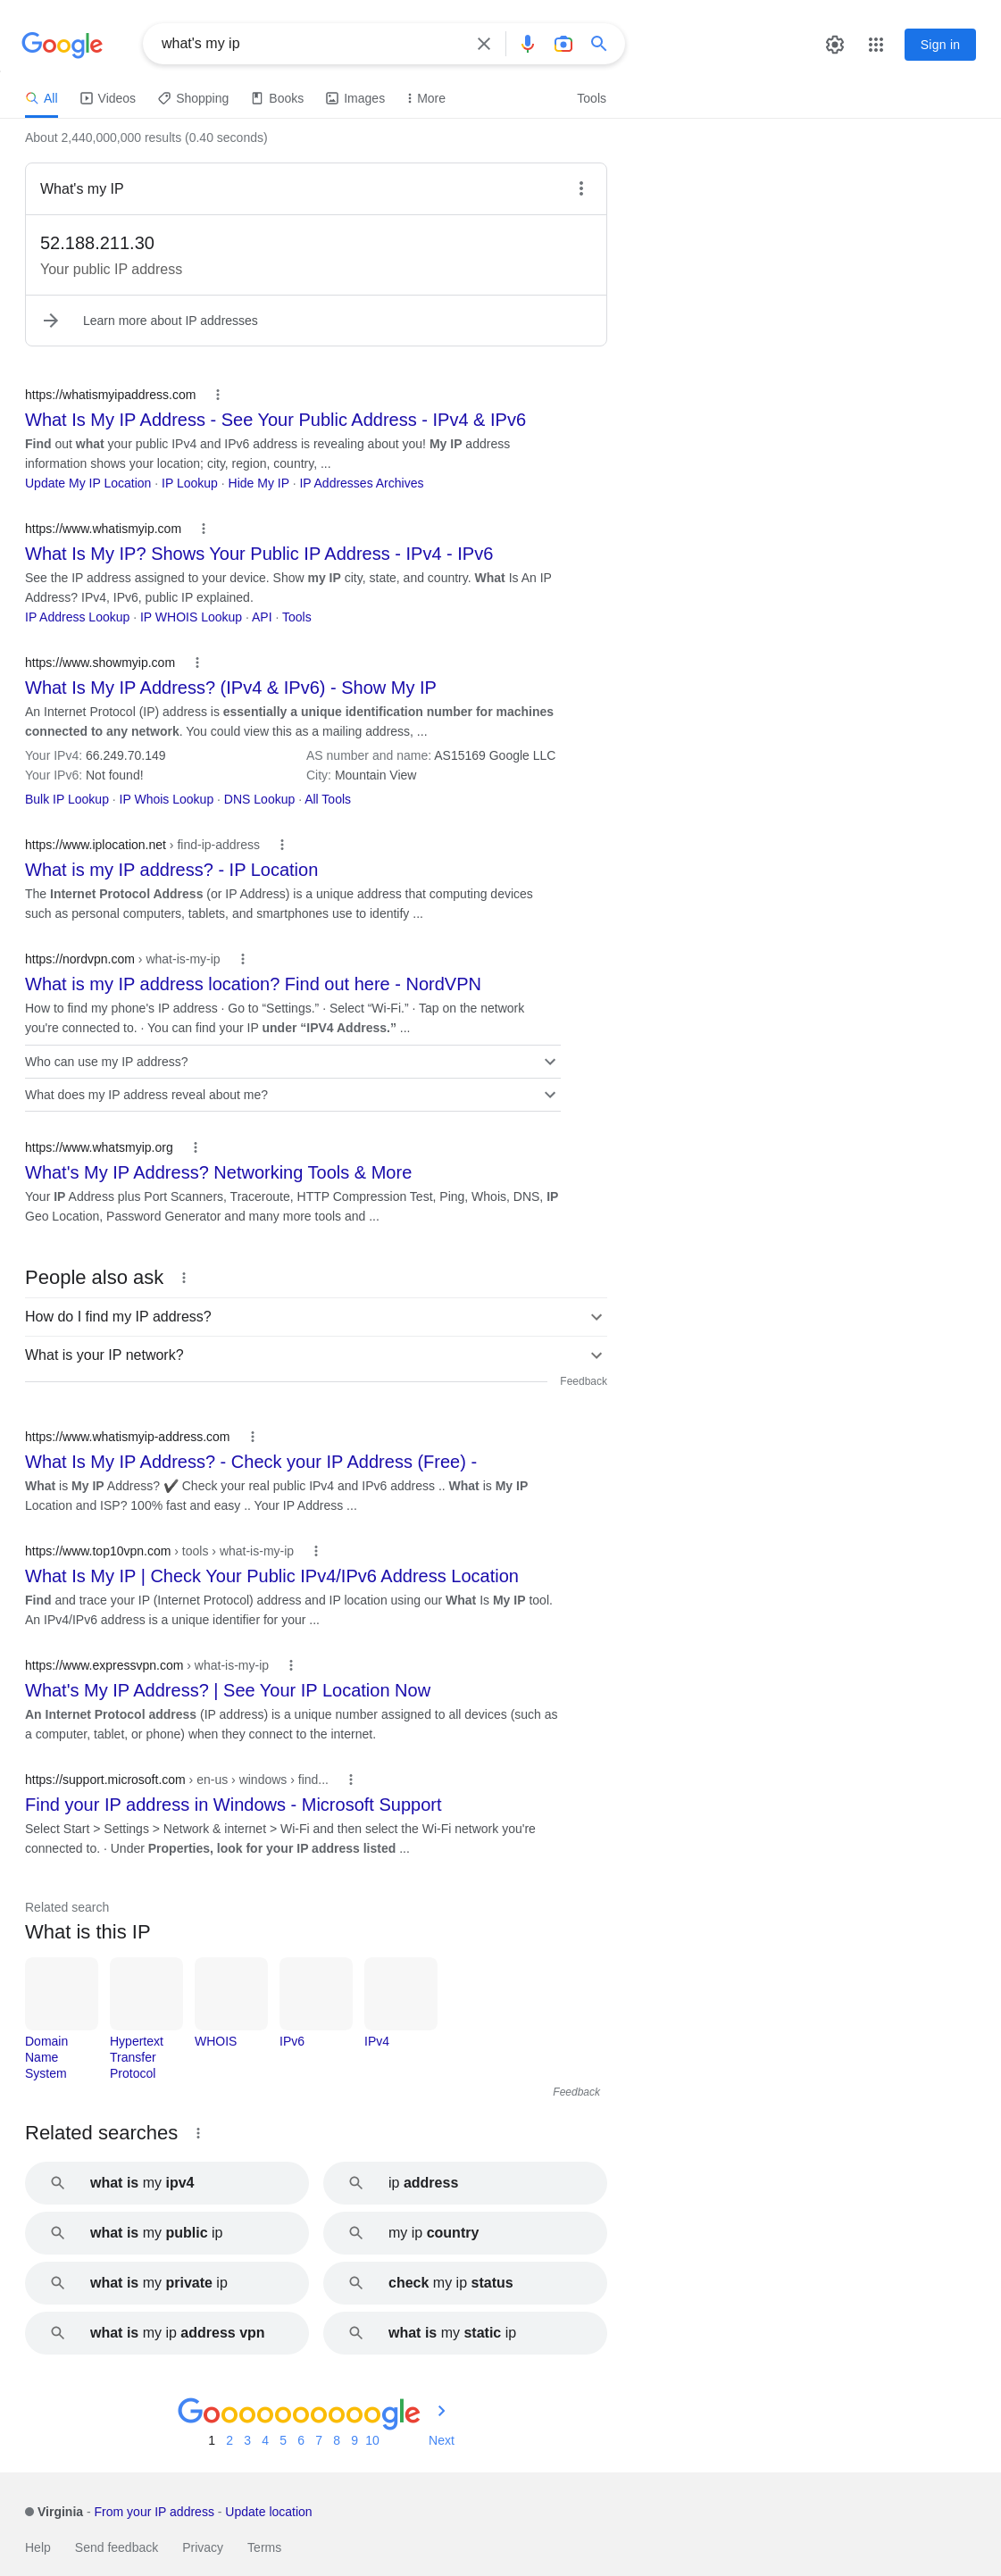 Google
what's my ip
Sign in
All
Videos
Shopping
Books
Images
More
Tools
About 2,440,000,000 results (0.40 seconds)
What's my IP
52.188.211.30
Your public IP address
Learn more about IP addresses
https://whatismyipaddress.com
What Is My IP Address - See Your Public Address - IPv4 & IPv6
Find out what your public IPv4 and IPv6 address is revealing about you! My IP address
information shows your location; city, region, country, ...
Update My IP Location · IP Lookup · Hide My IP · IP Addresses Archives
https://www.whatismyip.com
What Is My IP? Shows Your Public IP Address - IPv4 - IPv6
See the IP address assigned to your device. Show my IP city, state, and country. What Is An IP
Address? IPv4, IPv6, public IP explained.
IP Address Lookup · IP WHOIS Lookup · API · Tools
https://www.showmyip.com
What Is My IP Address? (IPv4 & IPv6) - Show My IP
An Internet Protocol (IP) address is essentially a unique identification number for machines
connected to any network. You could view this as a mailing address, ...
Your IPv4: 66.249.70.149
AS number and name: AS15169 Google LLC
Your IPv6: Not found!
City: Mountain View
Bulk IP Lookup · IP Whois Lookup · DNS Lookup · All Tools
https://www.iplocation.net › find-ip-address
What is my IP address? - IP Location
The Internet Protocol Address (or IP Address) is a unique address that computing devices
such as personal computers, tablets, and smartphones use to identify ...
https://nordvpn.com › what-is-my-ip
What is my IP address location? Find out here - NordVPN
How to find my phone's IP address · Go to “Settings.” · Select “Wi-Fi.” · Tap on the network
you're connected to. · You can find your IP under “IPV4 Address.” ...
Who can use my IP address?
What does my IP address reveal about me?
https://www.whatsmyip.org
What's My IP Address? Networking Tools & More
Your IP Address plus Port Scanners, Traceroute, HTTP Compression Test, Ping, Whois, DNS, IP
Geo Location, Password Generator and many more tools and ...
People also ask
How do I find my IP address?
What is your IP network?
Feedback
https://www.whatismyip-address.com
What Is My IP Address? - Check your IP Address (Free) -
What is My IP Address? ✔️ Check your real public IPv4 and IPv6 address .. What is My IP
Location and ISP? 100% fast and easy .. Your IP Address ...
https://www.top10vpn.com › tools › what-is-my-ip
What Is My IP | Check Your Public IPv4/IPv6 Address Location
Find and trace your IP (Internet Protocol) address and IP location using our What Is My IP tool.
An IPv4/IPv6 address is a unique identifier for your ...
https://www.expressvpn.com › what-is-my-ip
What's My IP Address? | See Your IP Location Now
An Internet Protocol address (IP address) is a unique number assigned to all devices (such as
a computer, tablet, or phone) when they connect to the internet.
https://support.microsoft.com › en-us › windows › find...
Find your IP address in Windows - Microsoft Support
Select Start > Settings > Network & internet > Wi-Fi and then select the Wi-Fi network you're
connected to. · Under Properties, look for your IP address listed ...
Related search
What is this IP
Domain
Name
System
Hypertext
Transfer
Protocol
WHOIS
IPv6
IPv4
Feedback
Related searches
what is my ipv4
ip address
what is my public ip
my ip country
what is my private ip
check my ip status
what is my ip address vpn
what is my static ip
Goooooooooogle
1 2 3 4 5 6 7 8 9 10 Next
Virginia - From your IP address - Update location
Help
Send feedback
Privacy
Terms